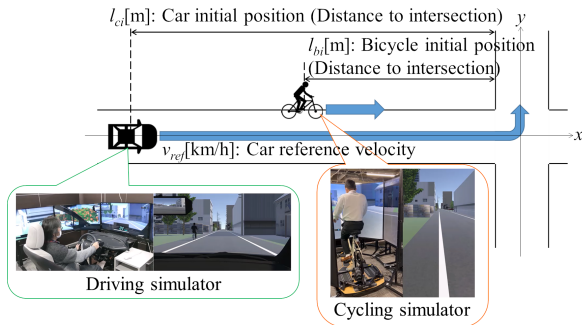 l_ci[m]: Car initial position (Distance to intersection)
y
l_bi[m]: Bicycle initial position
(Distance to intersection)
x
v_ref[km/h]: Car reference velocity
Driving simulator
Cycling simulator